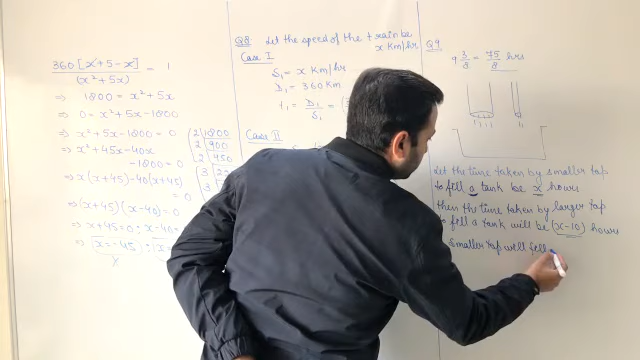 360[x+5-x] = 1
(x²+5x)
⇒ 1800 = x²+5x
⇒ 0 = x²+5x-1800
⇒ x²+5x-1800 = 0
⇒ x²+45x-40x
-1800 = 0
⇒ x(x+45)-40(x+45)
= 0
⇒ (x+45)(x-40) = 0
⇒ x+45=0 ; x-40=
⇒ x=-45 ; x
2 1800
2 900
2 450
3
3
Q8: Let the speed of the train be
x Km/hr
Case I
S₁ = x Km/hr
D₁ = 360 Km
t₁ = D₁
S₁
Case II
Q9
9 3/8 = 75/8 hrs
Let the Time taken by smaller tap
to fill a tank be x hours
then the time taken by larger tap
to fell a tank will be (x-10) hours
Smaller tap will fell